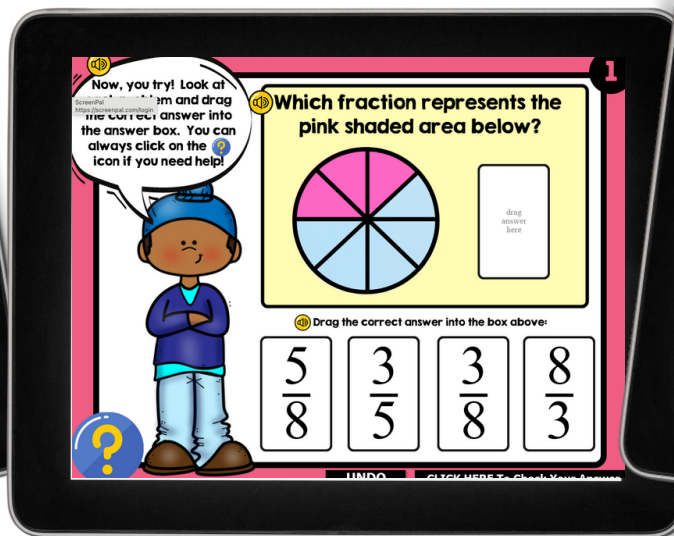 Now, you try! Look at
em and drag
ScreenPal
https://screenpal.com/login
the correct answer into
the answer box. You can
always click on the ?
icon if you need help!
1
Which fraction represents the
pink shaded area below?
drag
answer
here
Drag the correct answer into the box above:
5
8
3
5
3
8
8
3
?
UNDO
CLICK HERE To Check Your Answer